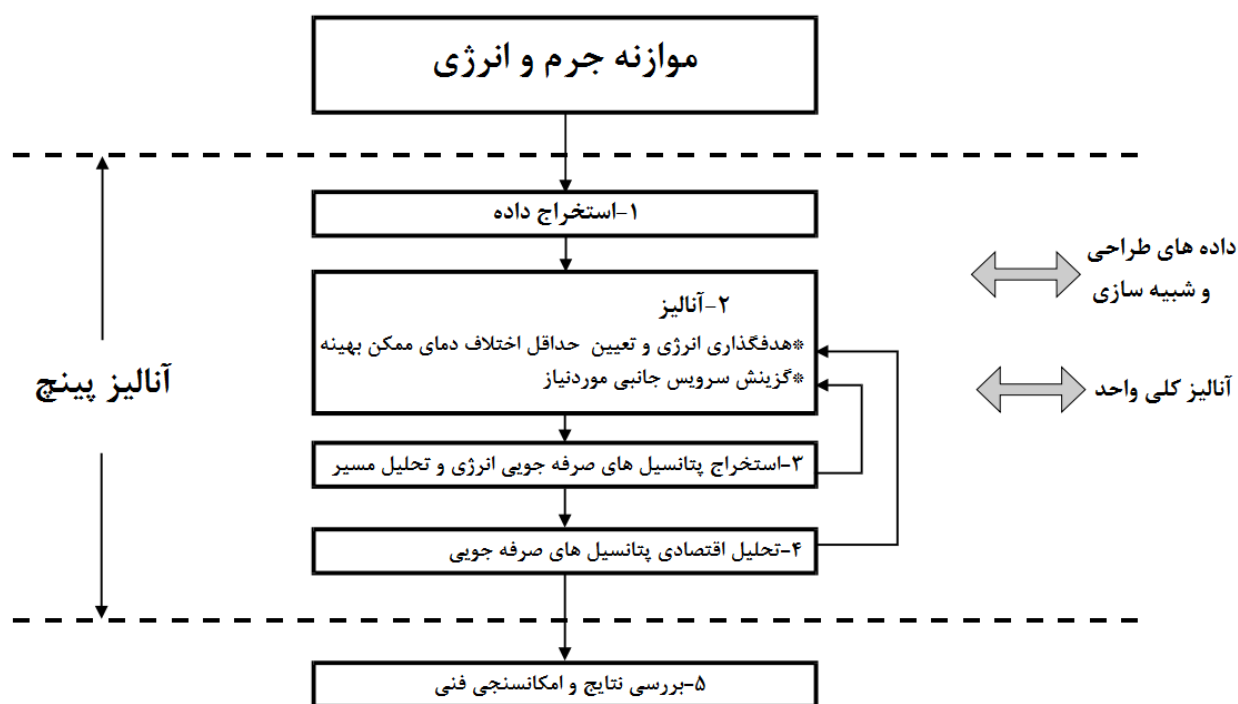 موازنه جرم و انرژی
۱-استخراج داده
۲-آنالیز
*هدفگذاری انرژی و تعیین حداقل اختلاف دمای ممکن بهینه
*گزینش سرویس جانبی موردنیاز
۳-استخراج پتانسیل های صرفه جویی انرژی و تحلیل مسیر
۴-تحلیل اقتصادی پتانسیل های صرفه جویی
۵-بررسی نتایج و امکانسنجی فنی
داده های طراحی
و شبیه سازی
آنالیز کلی واحد
آنالیز پینچ